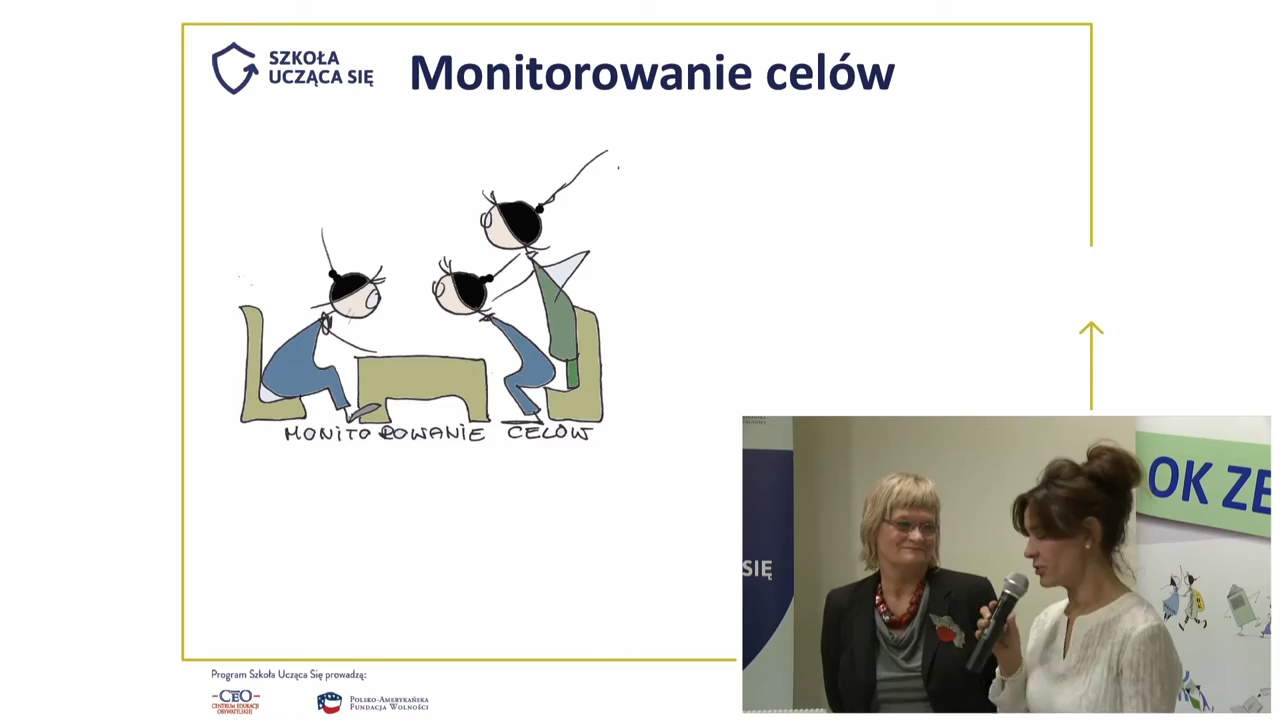 SZKOŁA
UCZĄCA SIĘ
Monitorowanie celów
MONITOROWANIE CELÓW
SIĘ
OK ZE
Program Szkoła Ucząca Się prowadzą:
CEO
CENTRUM EDUKACJI
OBYWATELSKIEJ
POLSKO-AMERYKAŃSKA
FUNDACJA WOLNOŚCI